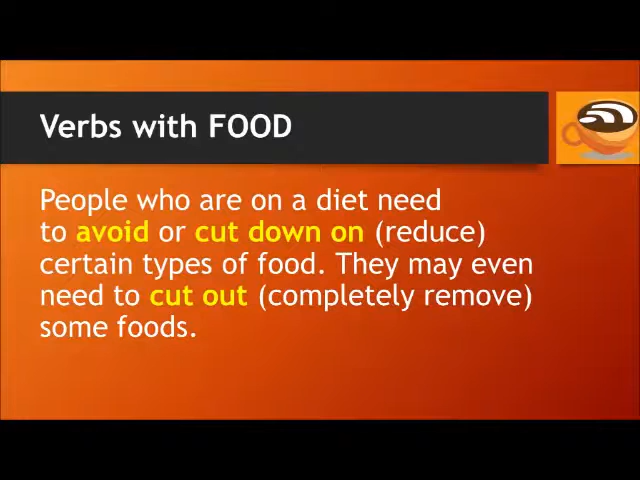 Verbs with FOOD
People who are on a diet need
to avoid or cut down on (reduce)
certain types of food. They may even
need to cut out (completely remove)
some foods.